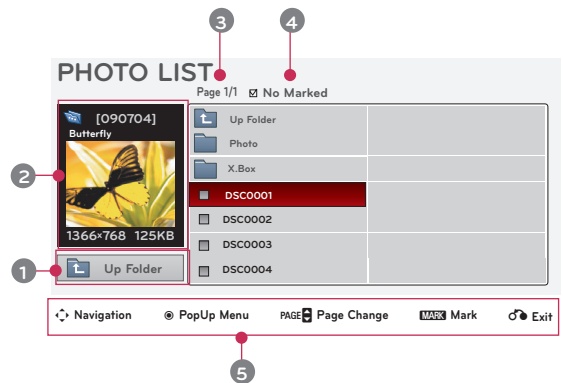 3 4
PHOTO LIST
Page 1/1 ☑ No Marked
[090704]
Butterfly
1366×768 125KB
Up Folder
Up Folder
Photo
X.Box
DSC0001
DSC0002
DSC0003
DSC0004
2
1
Navigation PopUp Menu PAGE Page Change MARK Mark Exit
5